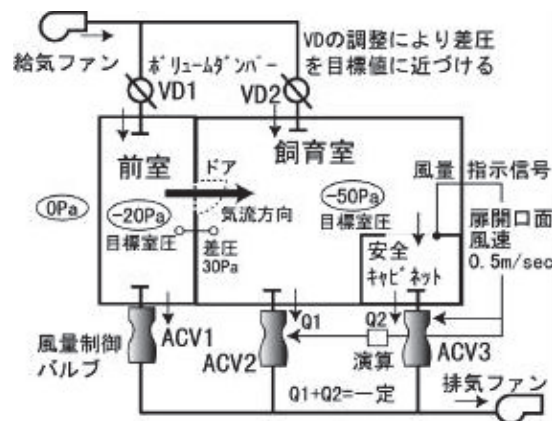 給気ファン
ボリュームダンパー
VDの調整により差圧
を目標値に近づける
VD1
VD2
前室
ドア
飼育室
0Pa
-20Pa
目標室圧
気流方向
差圧
30Pa
-50Pa
目標室圧
風量 指示信号
扉開口面
風速
0.5m/sec
安全
キャビネット
風量制御
バルブ
ACV1
ACV2
Q1
Q2
演算
ACV3
Q1+Q2=一定
排気ファン